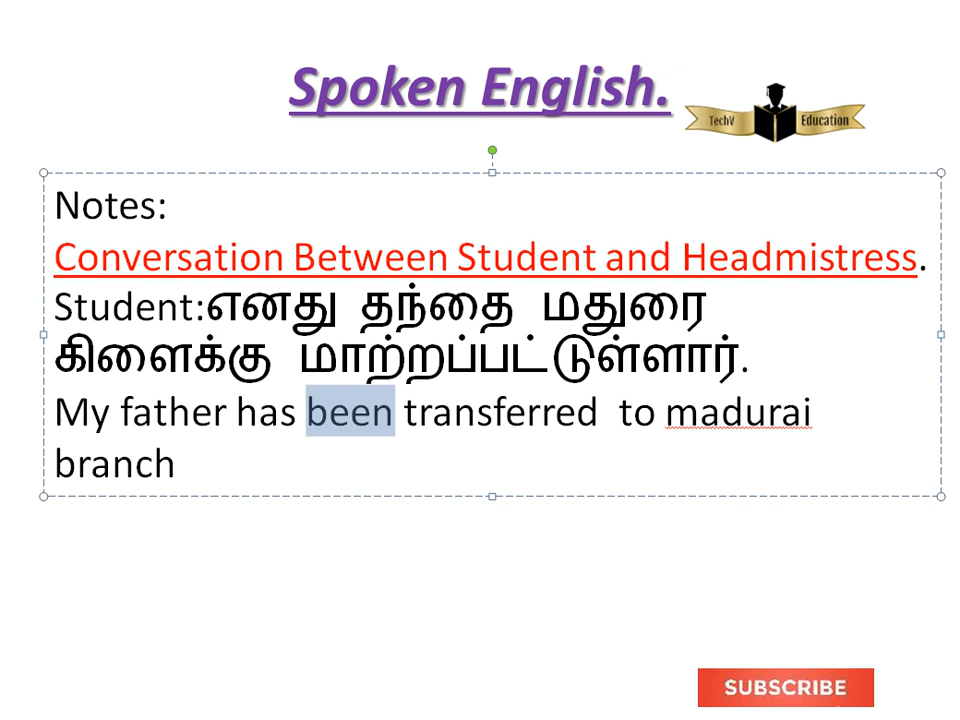 Spoken English.
TechV Education
Notes:
Conversation Between Student and Headmistress.
Student:எனது தந்தை மதுரை
கிளைக்கு மாற்றப்பட்டுள்ளார்.
My father has been transferred to madurai
branch
SUBSCRIBE